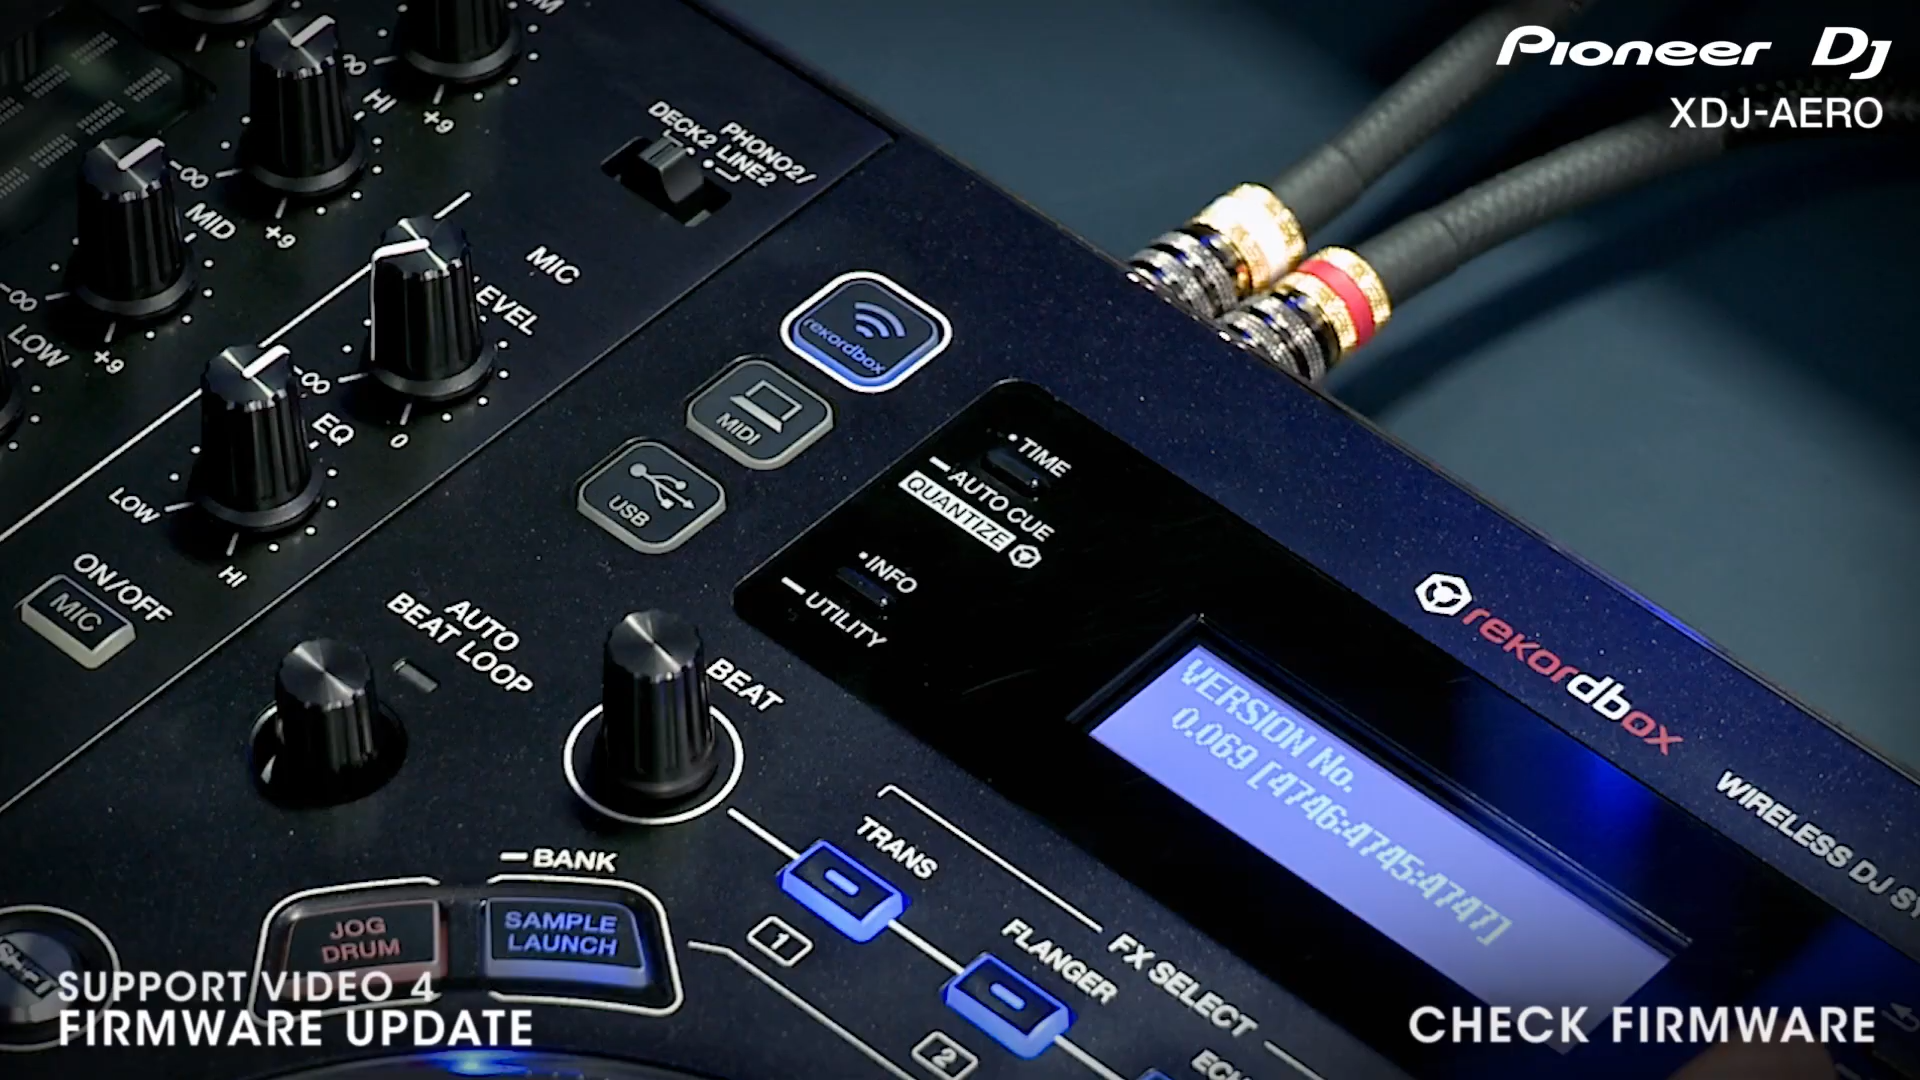 Pioneer Dj
XDJ-AERO
HI
+9
∞
MID
+9
∞
LOW
+9
∞
DECK2
PHONO2/
LINE2
MIC
LEVEL
∞
0
EQ
∞
LOW
HI
ON/OFF
MIC
rekordbox
MIDI
USB
TIME
AUTO CUE
QUANTIZE
INFO
UTILITY
AUTO
BEAT LOOP
BEAT
rekordbox
WIRELESS DJ SY
VERSION No.
0.069 [4746:4745:4747]
BANK
JOG
DRUM
SAMPLE
LAUNCH
TRANS
1
FLANGER
2
FX SELECT
ECH
SHIFT
SUPPORT VIDEO 4
FIRMWARE UPDATE
CHECK FIRMWARE